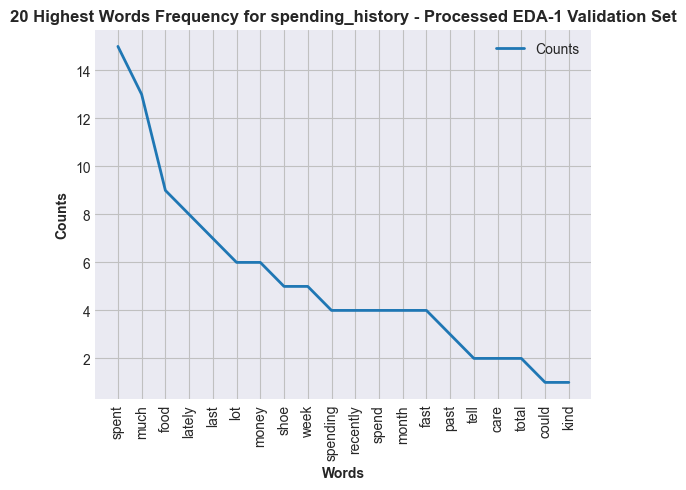 20 Highest Words Frequency for spending_history - Processed EDA-1 Validation Set
Counts
Counts
14
12
10
8
6
4
2
spent
much
food
lately
last
lot
money
shoe
week
spending
recently
spend
month
fast
past
tell
care
total
could
kind
Words